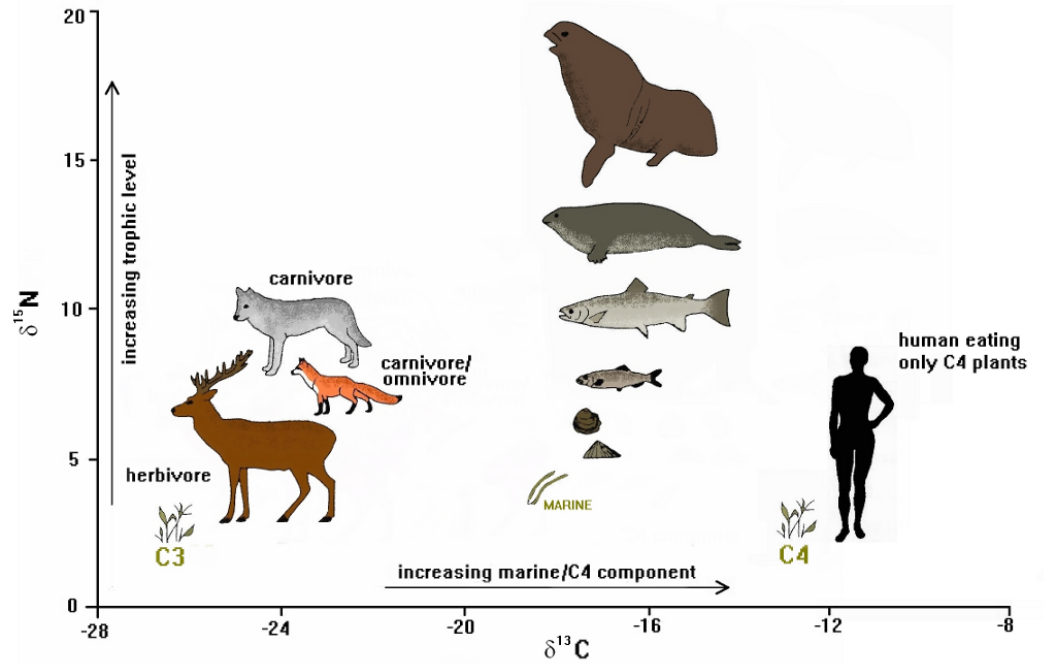 20
15
10
5
0
δ¹⁵N
increasing trophic level
carnivore
carnivore/
omnivore
herbivore
C3
MARINE
C4
human eating
only C4 plants
increasing marine/C4 component
-28
-24
-20
-16
-12
-8
δ¹³C